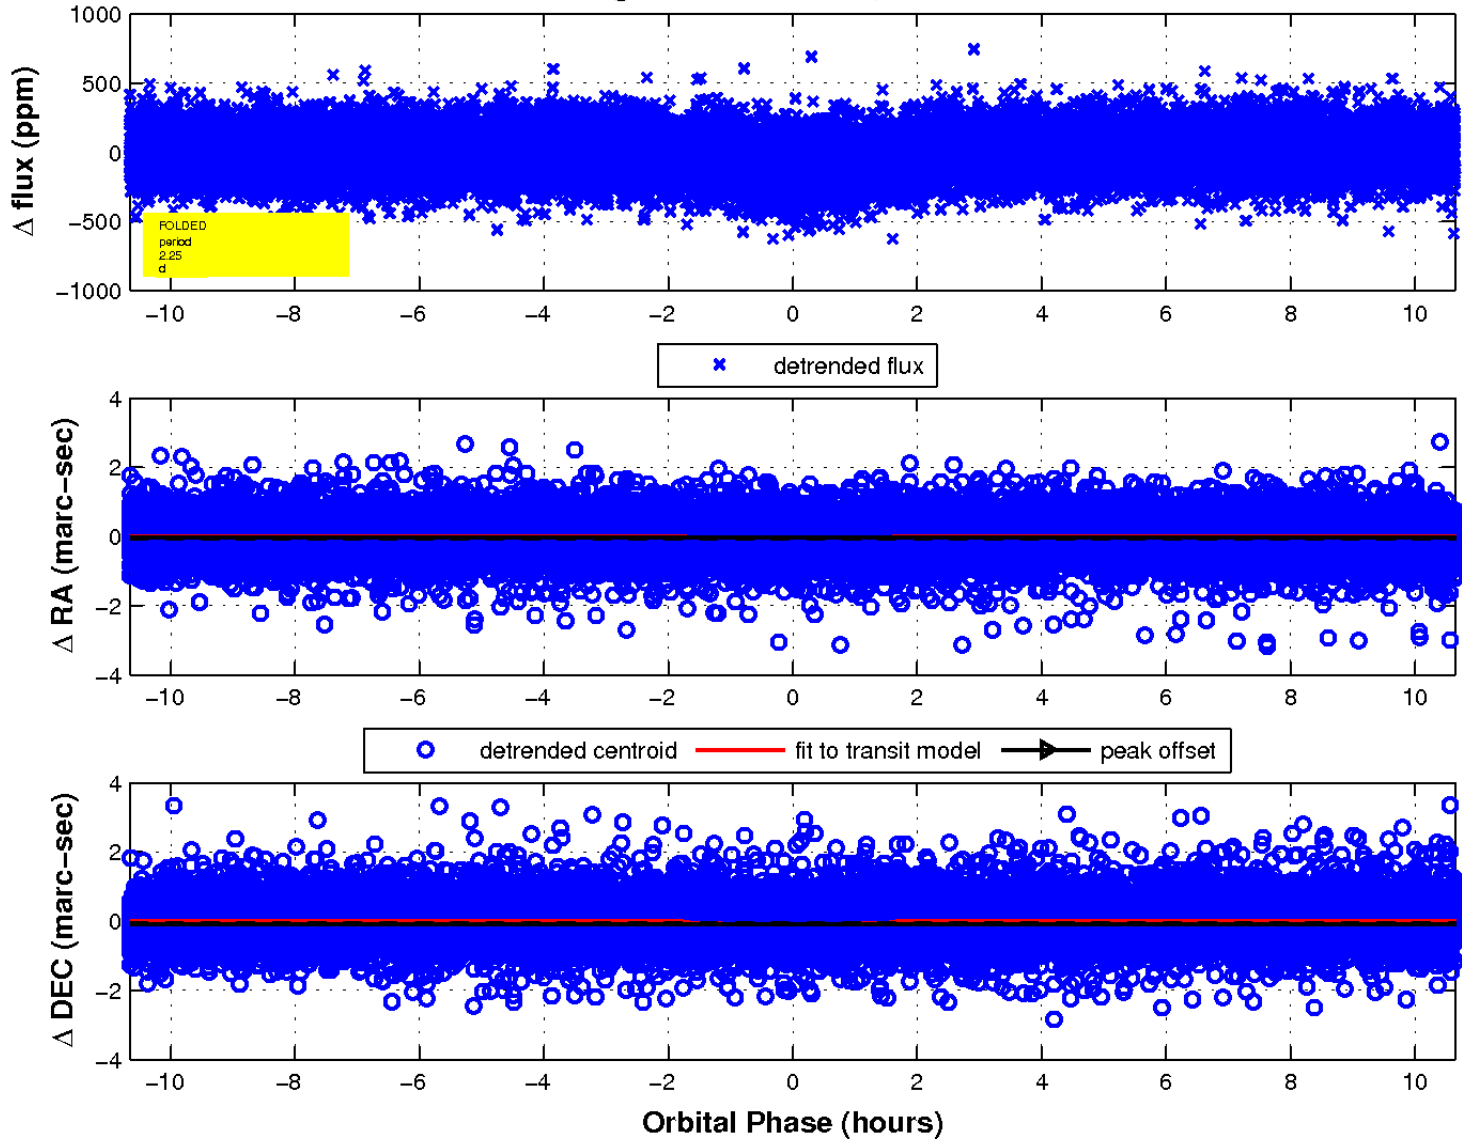 1000
500
0
−500
−1000
Δ flux (ppm)
FOLDED
period
2.25
d
−10 −8 −6 −4 −2 0 2 4 6 8 10
detrended flux
4
2
0
−2
−4
Δ RA (marc−sec)
−10 −8 −6 −4 −2 0 2 4 6 8 10
detrended centroid fit to transit model peak offset
4
2
0
−2
−4
Δ DEC (marc−sec)
−10 −8 −6 −4 −2 0 2 4 6 8 10
Orbital Phase (hours)